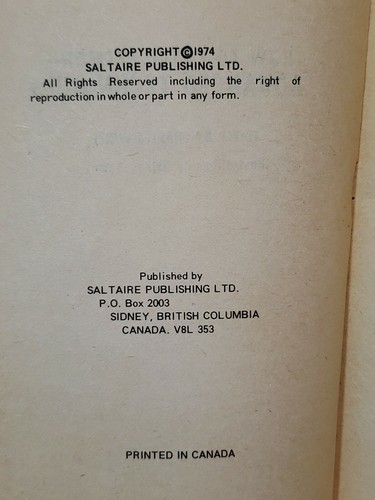 COPYRIGHT ©1974
SALTAIRE PUBLISHING LTD.
All Rights Reserved including the right of
reproduction in whole or part in any form.
Published by
SALTAIRE PUBLISHING LTD.
P.O. Box 2003
SIDNEY, BRITISH COLUMBIA
CANADA. V8L 353
PRINTED IN CANADA